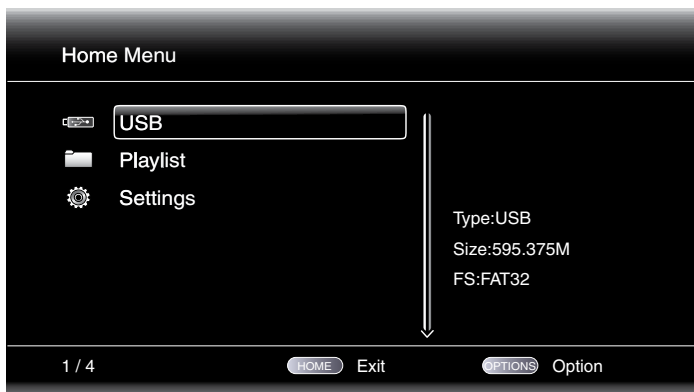 Home Menu
USB
Playlist
Settings
Type:USB
Size:595.375M
FS:FAT32
1 / 4
HOME Exit
OPTIONS Option